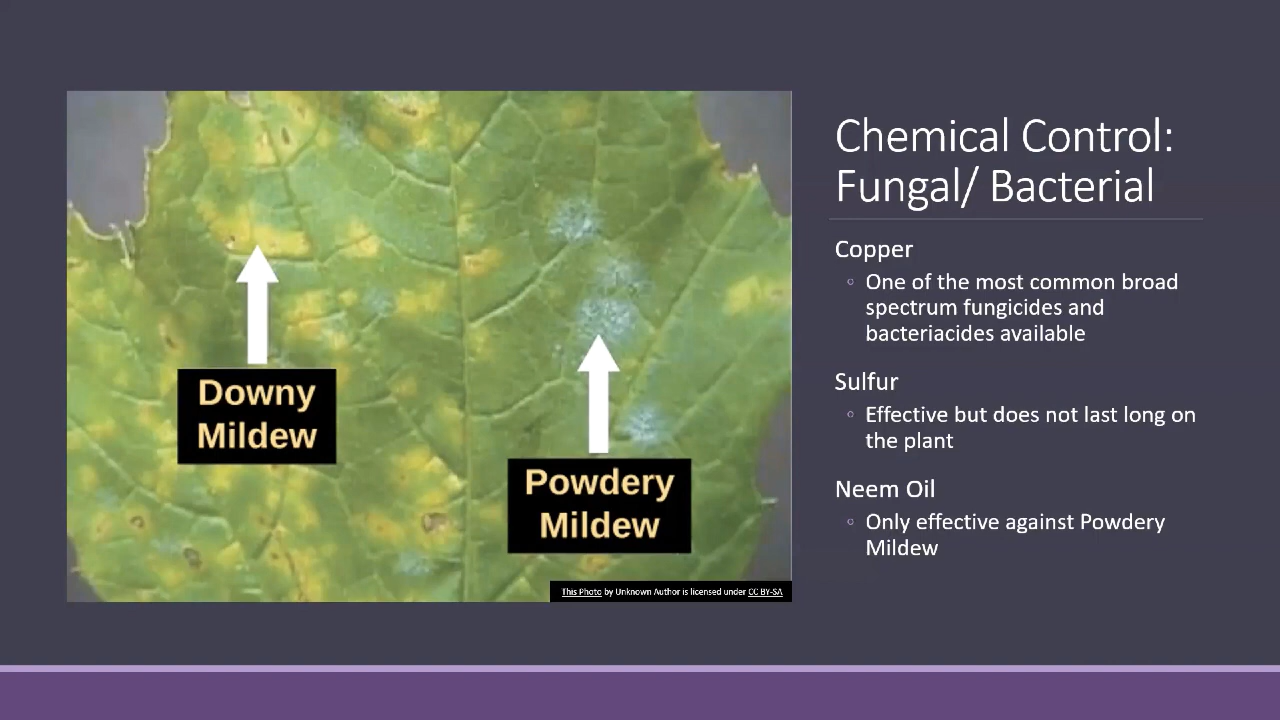 Chemical Control:
Fungal/ Bacterial
Copper
◦ One of the most common broad
spectrum fungicides and
bacteriacides available
Sulfur
◦ Effective but does not last long on
the plant
Neem Oil
◦ Only effective against Powdery
Mildew
Downy
Mildew
Powdery
Mildew
This Photo by Unknown Author is licensed under CC BY-SA